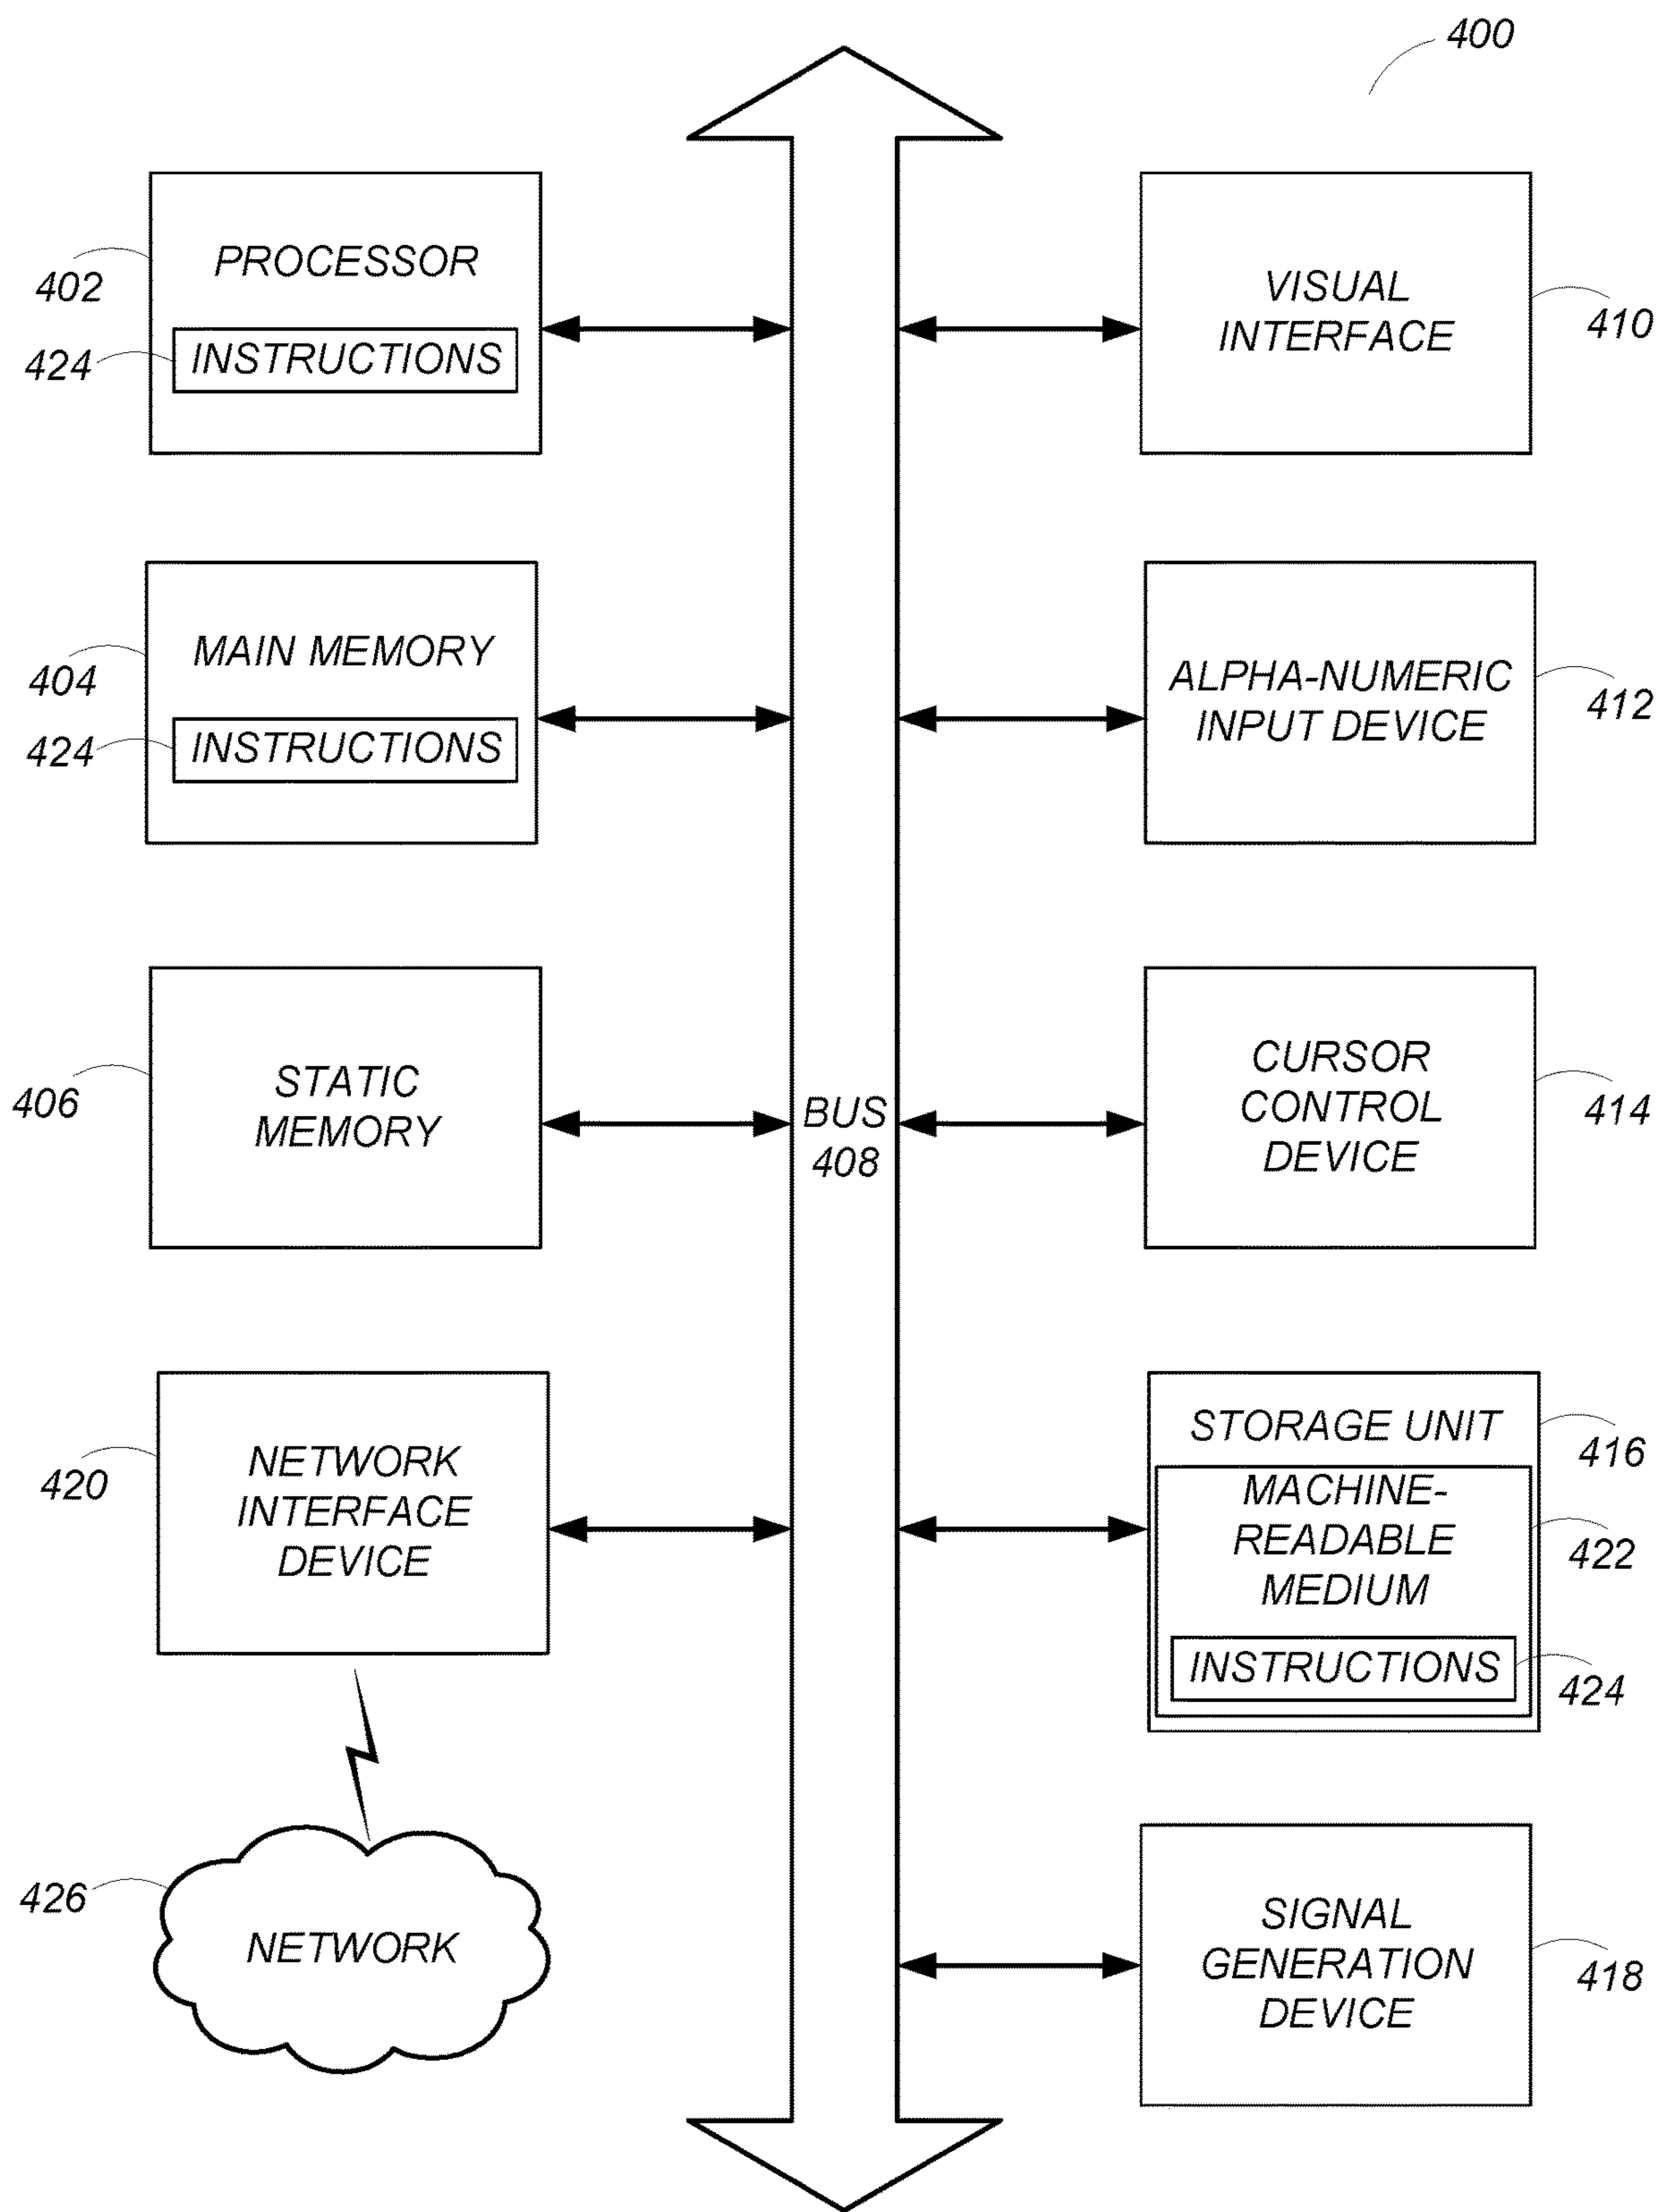 400
PROCESSOR
402
INSTRUCTIONS
424
VISUAL
INTERFACE
410
MAIN MEMORY
404
INSTRUCTIONS
424
ALPHA-NUMERIC
INPUT DEVICE
412
STATIC
MEMORY
406
BUS
408
CURSOR
CONTROL
DEVICE
414
NETWORK
INTERFACE
DEVICE
420
STORAGE UNIT
416
MACHINE-
READABLE
MEDIUM
422
INSTRUCTIONS
424
426
NETWORK
SIGNAL
GENERATION
DEVICE
418